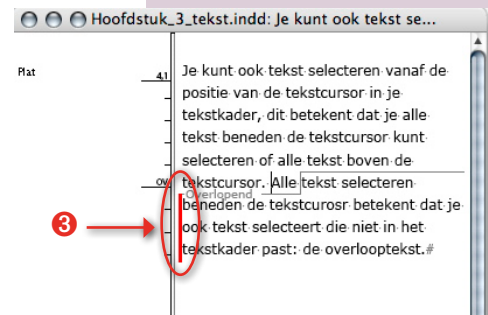 Hoofdstuk_3_tekst.indd: Je kunt ook tekst se...
Plat
4,1
Je kunt ook tekst selecteren vanaf de
positie van de tekstcursor in je
tekstkader, dit betekent dat je alle
tekst beneden de tekstcursor kunt
selecteren of alle tekst boven de
OV
tekstcursor. Alle tekst selecteren
Overlopend
beneden de tekstcurosr betekent dat je
3
ook tekst selecteert die niet in het
tekstkader past: de overlooptekst.#